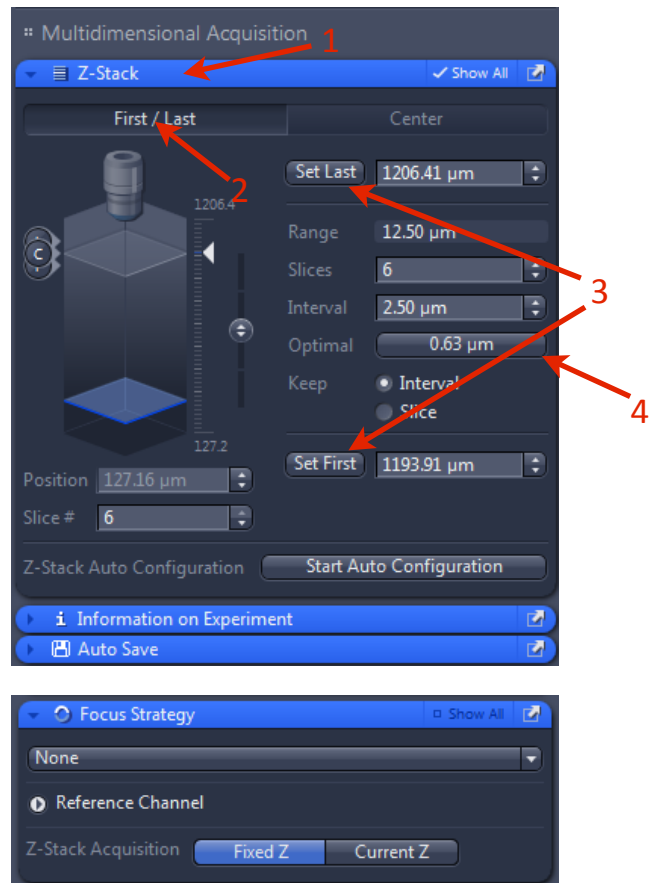 Multidimensional Acquisition
1
Z-Stack
Show All
First / Last
Center
2
Set Last 1206.41 µm
1206.4
Range 12.50 µm
C
Slices 6
3
Interval 2.50 µm
Optimal 0.63 µm
Keep Interval
Slice
4
127.2
Set First 1193.91 µm
Position 127.16 µm
Slice # 6
Z-Stack Auto Configuration Start Auto Configuration
i Information on Experiment
Auto Save
Focus Strategy
Show All
None
Reference Channel
Z-Stack Acquisition Fixed Z Current Z